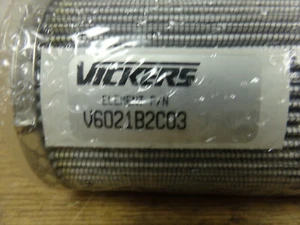 VICKERS
ELEMENT P/N
V6021B2C03